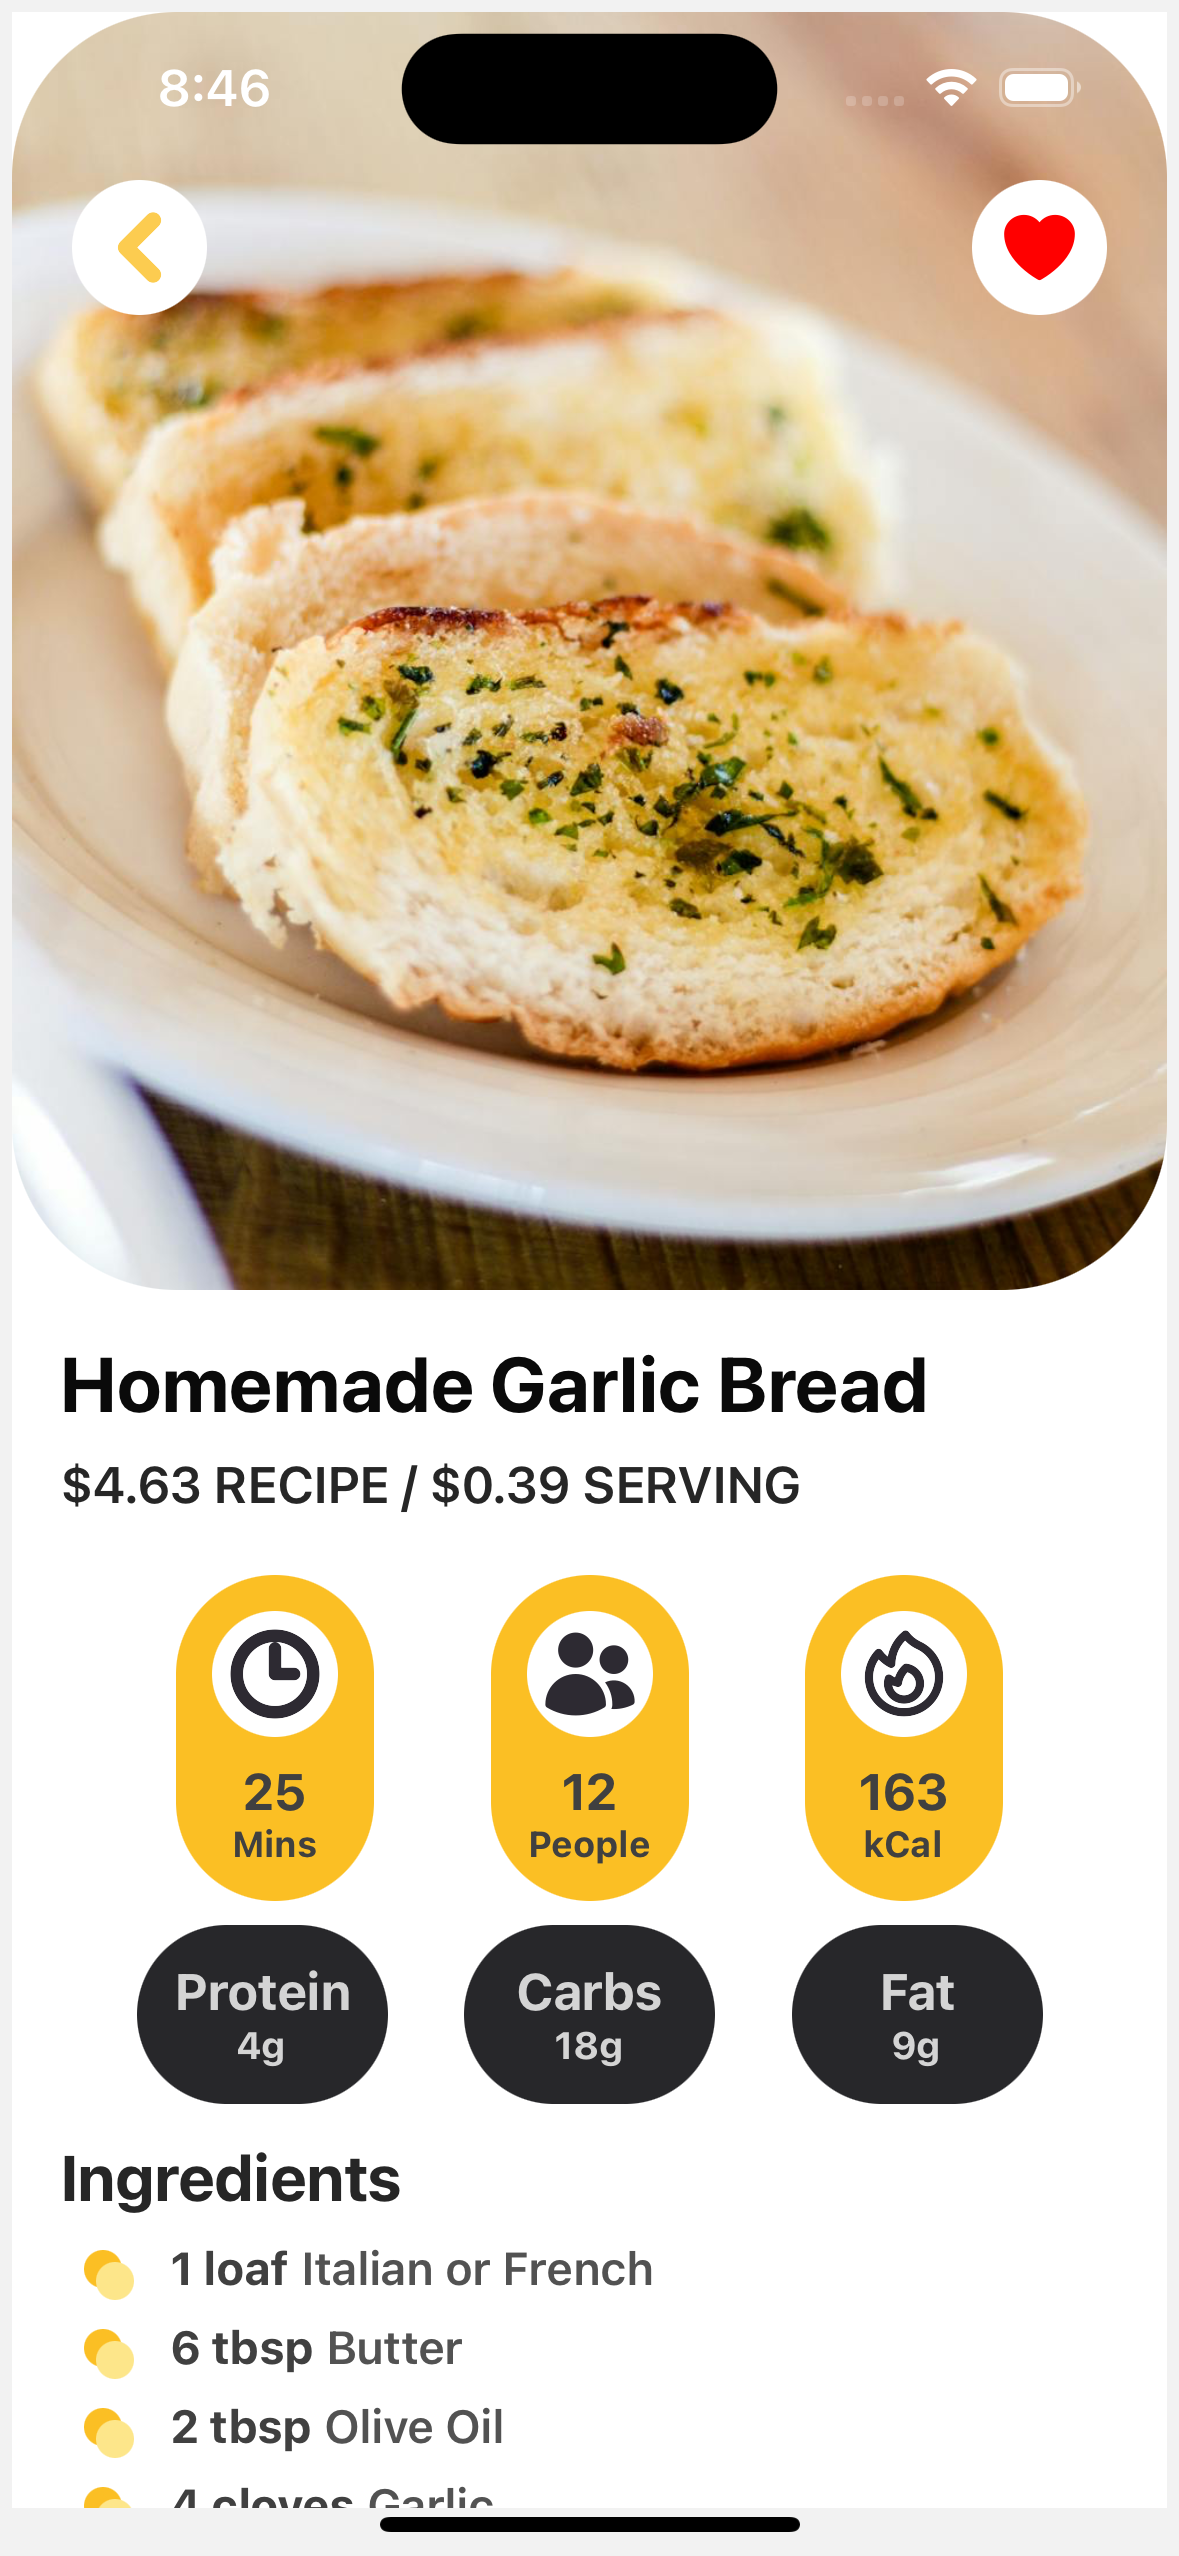 8:46
Homemade Garlic Bread
$4.63 RECIPE / $0.39 SERVING
25
Mins
12
People
163
kCal
Protein
4g
Carbs
18g
Fat
9g
Ingredients
1 loaf Italian or French
6 tbsp Butter
2 tbsp Olive Oil
4 cloves Garlic